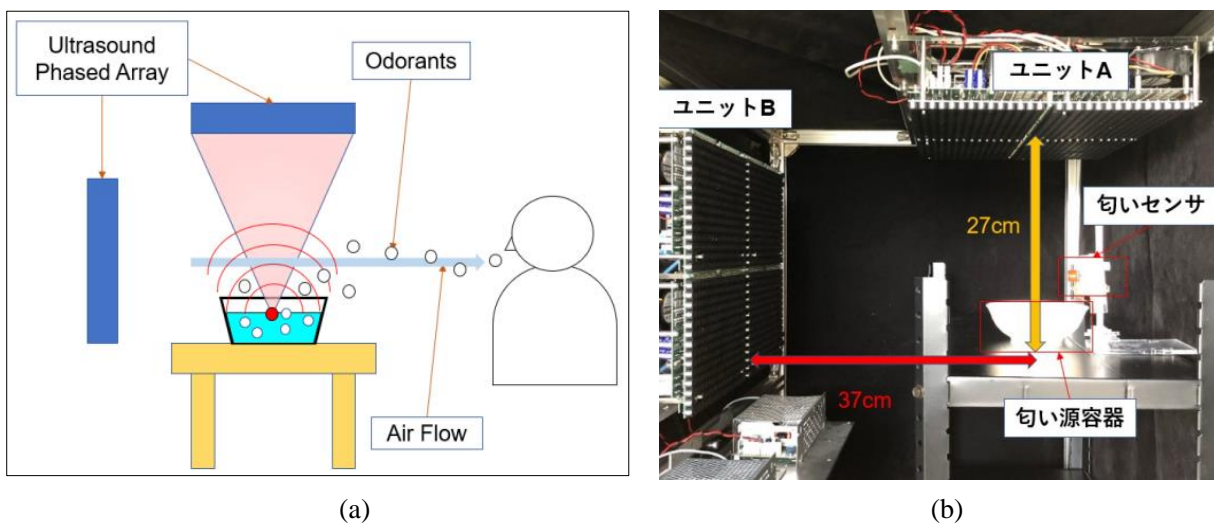 Ultrasound
Phased Array
Odorants
Air Flow
(a)
ユニットA
ユニットB
匂いセンサ
27cm
37cm
匂い源容器
(b)